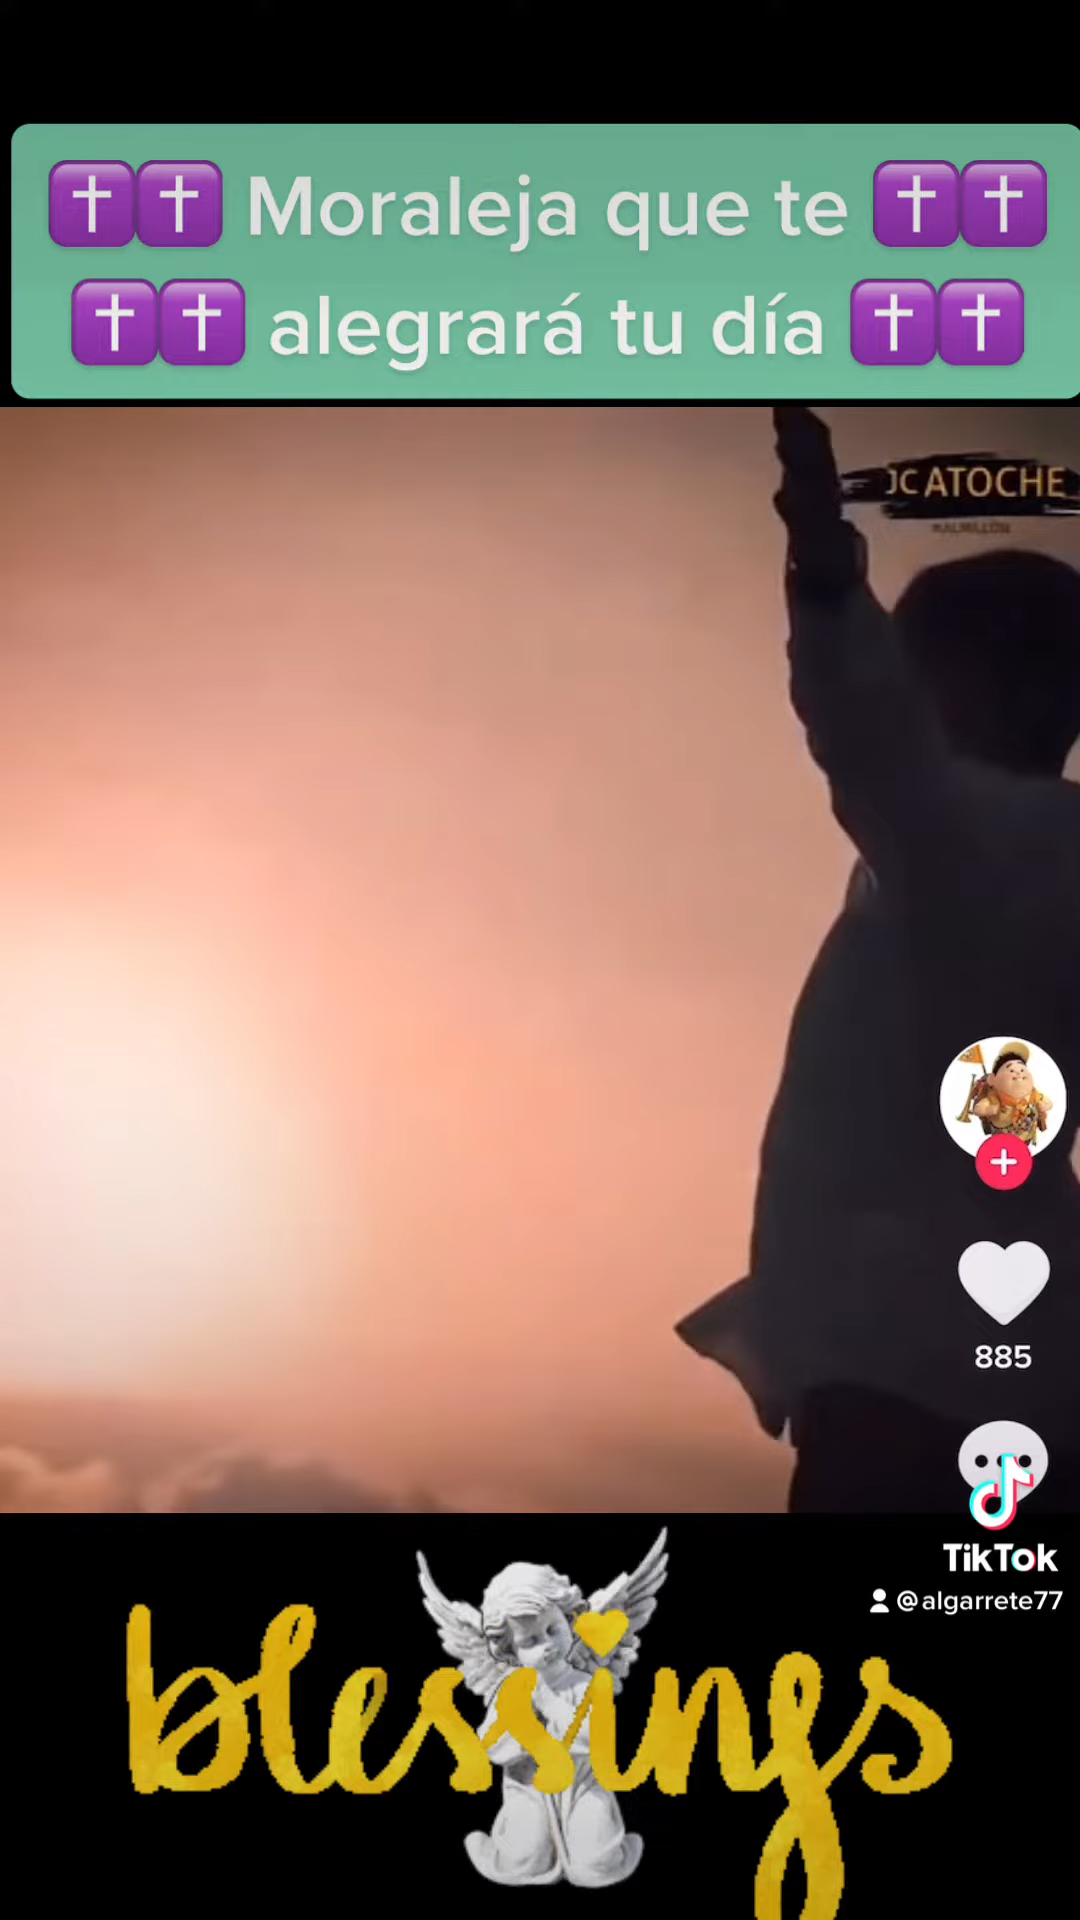 ✝️✝️ Moraleja que te ✝️✝️
✝️✝️ alegrará tu día ✝️✝️
JC ATOCHE
885
TikTok
@algarrete77
blessings